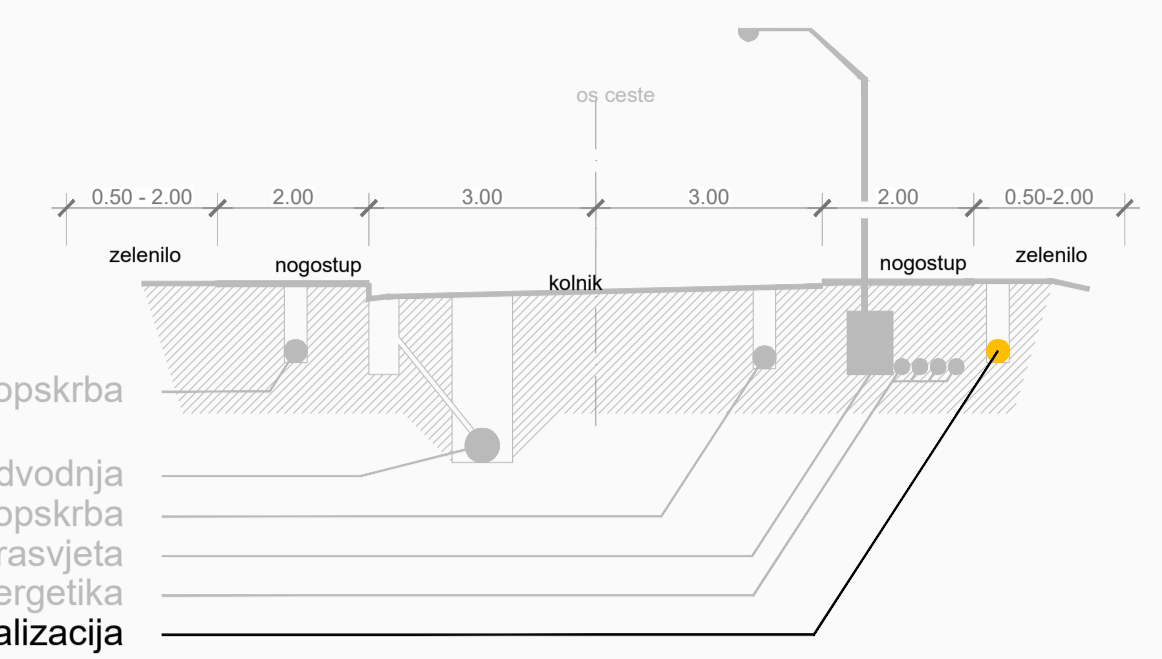 os ceste
0.50 - 2.00 2.00 3.00 3.00 2.00 0.50-2.00
zelenilo nogostup kolnik nogostup zelenilo
opskrba
dvodnja
opskrba
rasvjeta
ergetika
alizacija